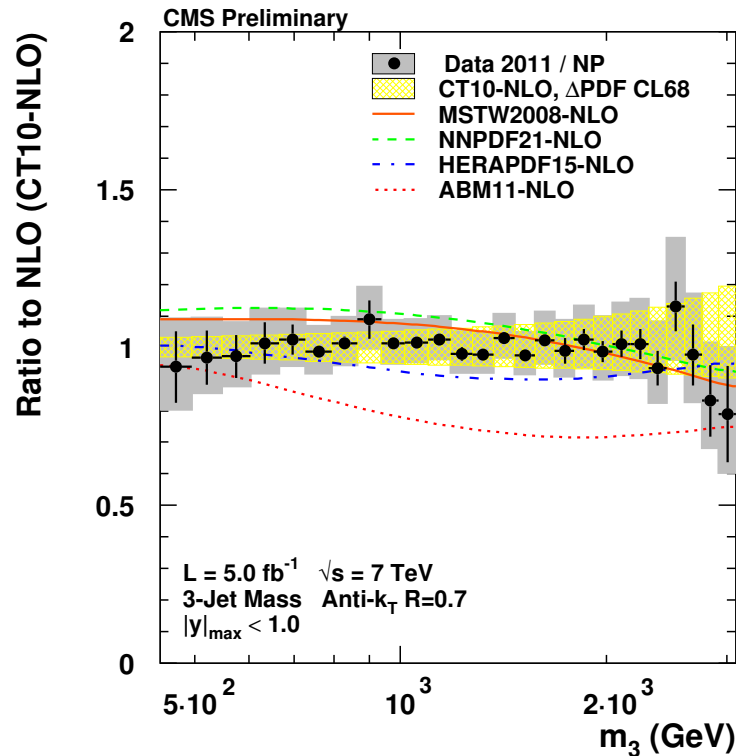 CMS Preliminary
Ratio to NLO (CT10-NLO)
2
1.5
1
0.5
0
Data 2011 / NP
CT10-NLO, ΔPDF CL68
MSTW2008-NLO
NNPDF21-NLO
HERAPDF15-NLO
ABM11-NLO
L = 5.0 fb⁻¹ √s = 7 TeV
3-Jet Mass Anti-k_T R=0.7
|y|_max < 1.0
5·10² 10³ 2·10³
m₃ (GeV)